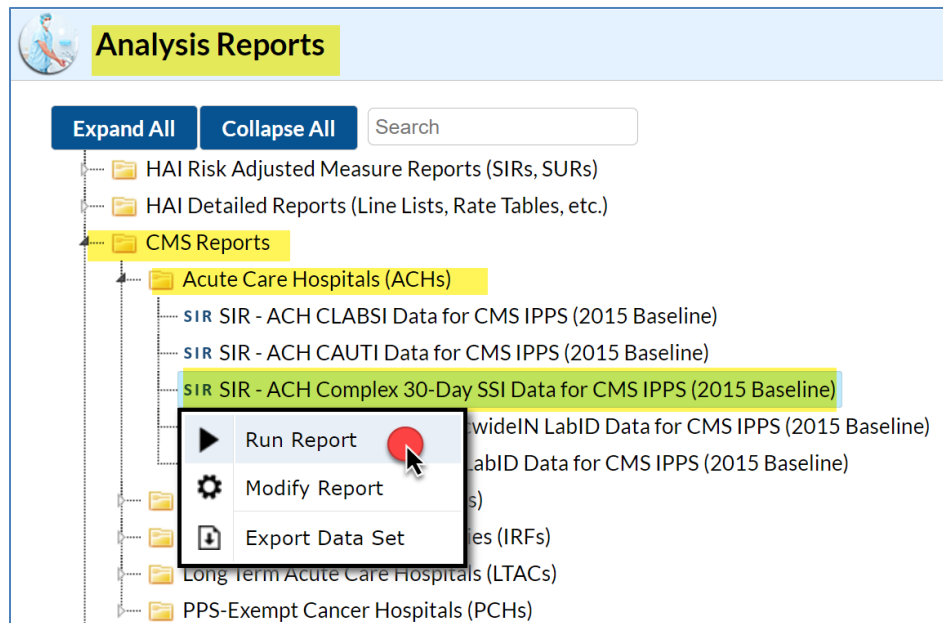 Analysis Reports
Expand All Collapse All Search
HAI Risk Adjusted Measure Reports (SIRs, SURs)
HAI Detailed Reports (Line Lists, Rate Tables, etc.)
CMS Reports
Acute Care Hospitals (ACHs)
SIR SIR - ACH CLABSI Data for CMS IPPS (2015 Baseline)
SIR SIR - ACH CAUTI Data for CMS IPPS (2015 Baseline)
SIR SIR - ACH Complex 30-Day SSI Data for CMS IPPS (2015 Baseline)
Run Report cwideIN LabID Data for CMS IPPS (2015 Baseline)
LabID Data for CMS IPPS (2015 Baseline)
Modify Report s)
Export Data Set ies (IRFs)
Long Term Acute Care Hospitals (LTACs)
PPS-Exempt Cancer Hospitals (PCHs)